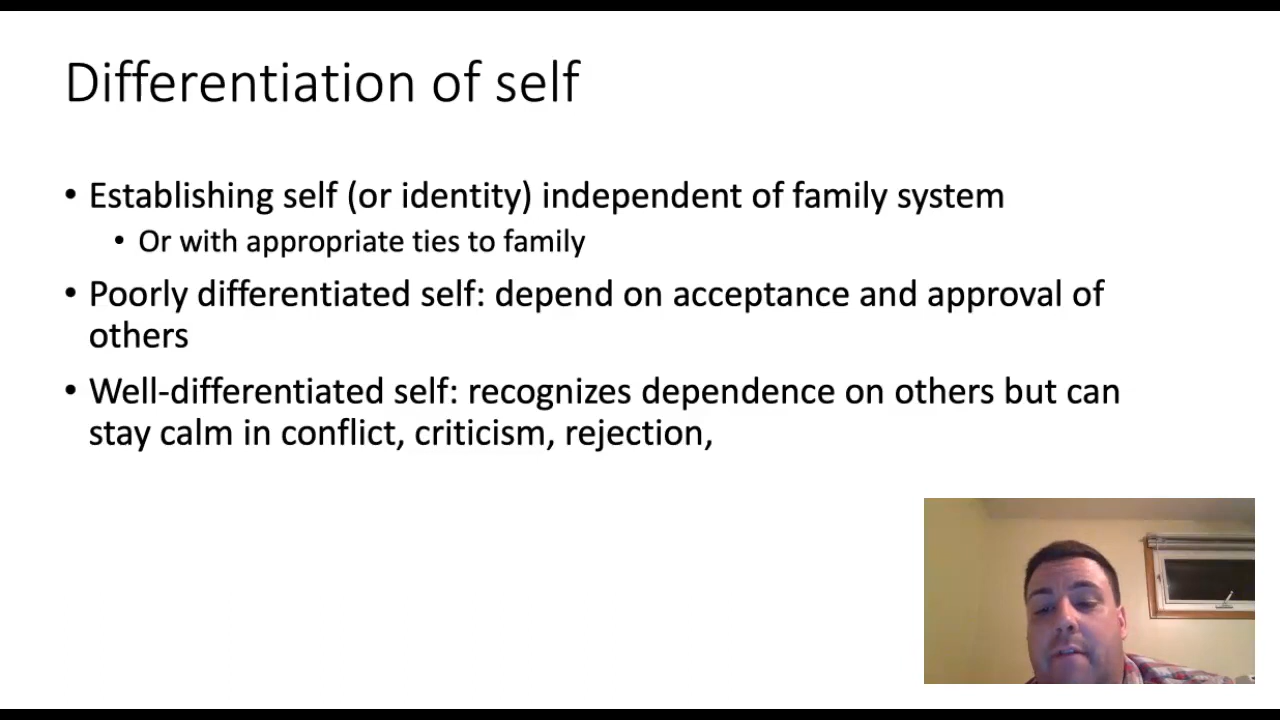 Differentiation of self
• Establishing self (or identity) independent of family system
• Or with appropriate ties to family
• Poorly differentiated self: depend on acceptance and approval of
others
• Well-differentiated self: recognizes dependence on others but can
stay calm in conflict, criticism, rejection,